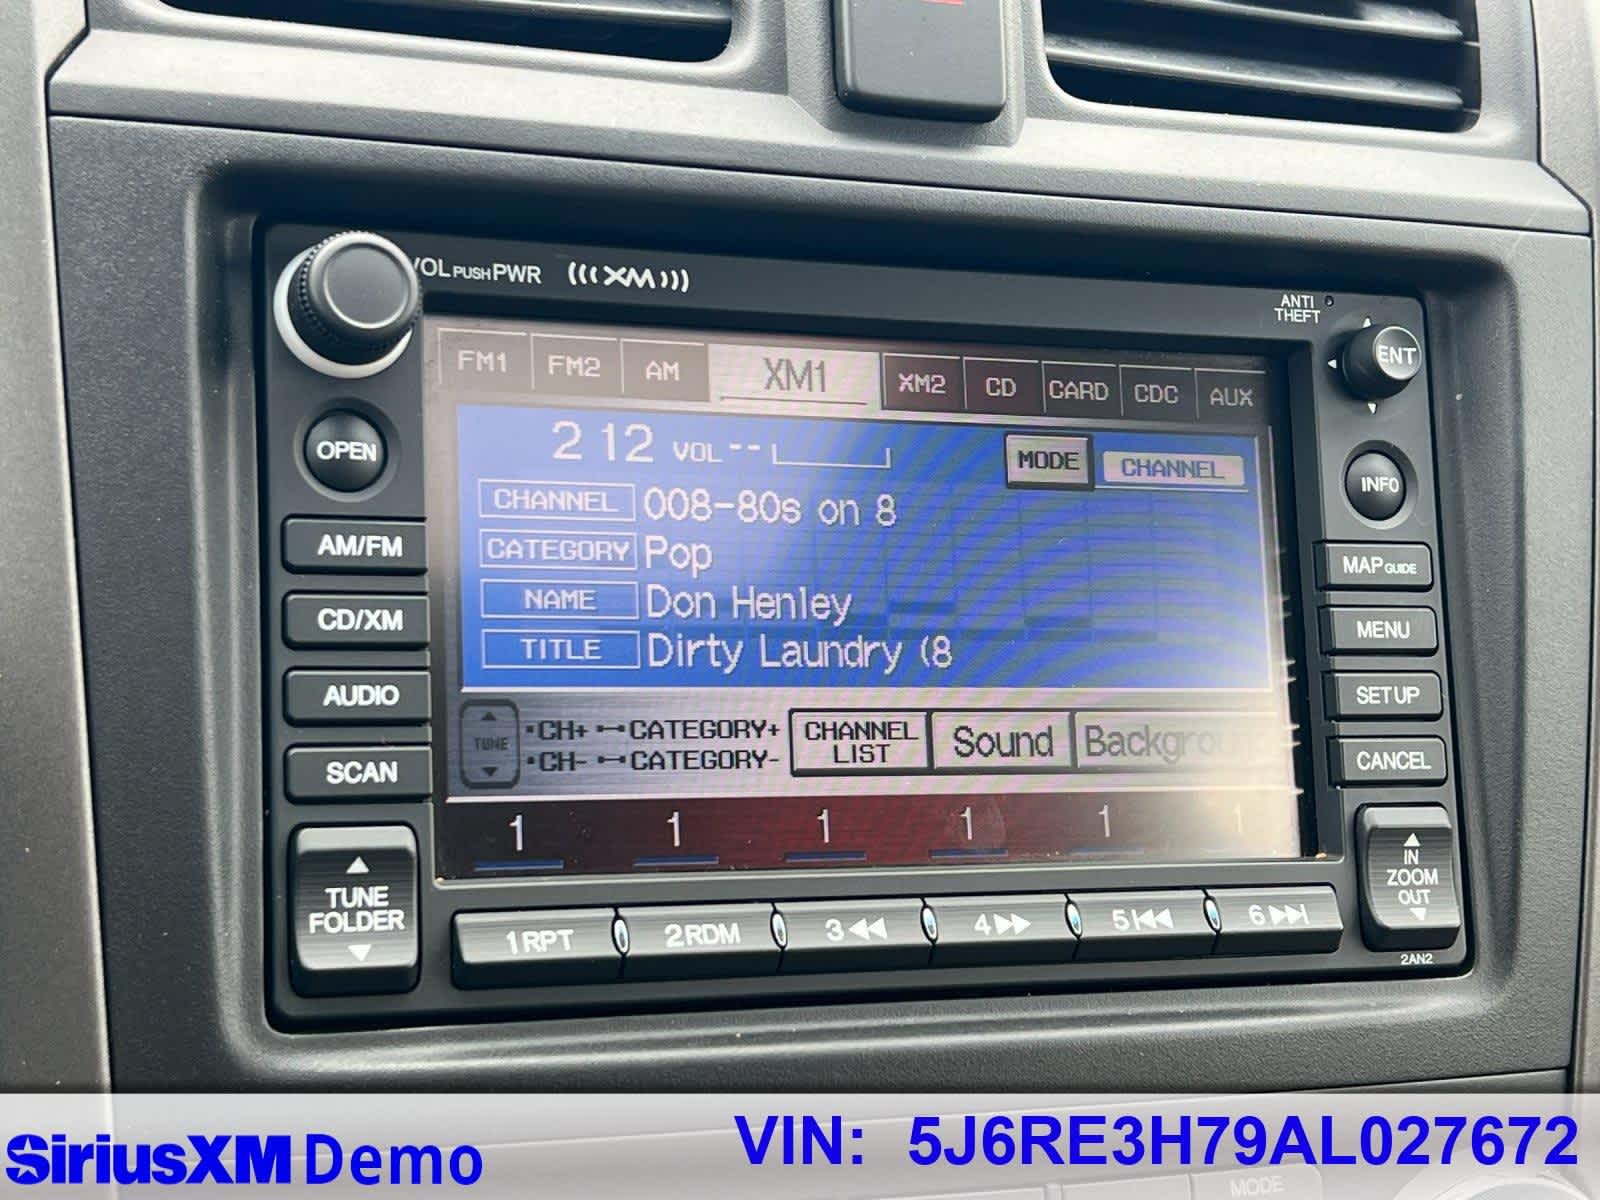 VOL PUSH PWR (((XM)))
ANTI THEFT
ENT
FM1 FM2 AM XM1 XM2 CD CARD CDC AUX
2 12 VOL -- MODE CHANNEL
OPEN
INFO
CHANNEL 008-80s on 8
CATEGORY Pop
NAME Don Henley
TITLE Dirty Laundry (8
AM/FM
CD/XM
AUDIO
SCAN
MAP GUIDE
MENU
SETUP
CANCEL
TUNE
•CH+ •─•CATEGORY+
•CH- •─•CATEGORY-
CHANNEL LIST
Sound
Backgrou
1 1 1 1 1 1
▲ TUNE FOLDER ▼
▲ IN ZOOM OUT ▼
1RPT 2RDM 3◀◀ 4▶▶ 5|◀◀ 6▶▶|
2AN2
SiriusXM Demo
VIN: 5J6RE3H79AL027672
MODE